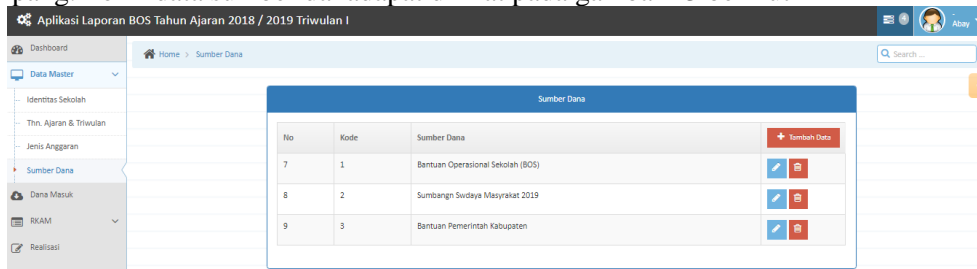 Aplikasi Laporan BOS Tahun Ajaran 2018 / 2019 Triwulan I
Abay
Dashboard
Home > Sumber Dana
Search ...
Data Master
Identitas Sekolah
Thn. Ajaran & Triwulan
Jenis Anggaran
Sumber Dana
Dana Masuk
RKAM
Realisasi
Sumber Dana
No Kode Sumber Dana + Tambah Data
7 1 Bantuan Operasional Sekolah (BOS)
8 2 Sumbangn Swdaya Masyrakat 2019
9 3 Bantuan Pemerintah Kabupaten